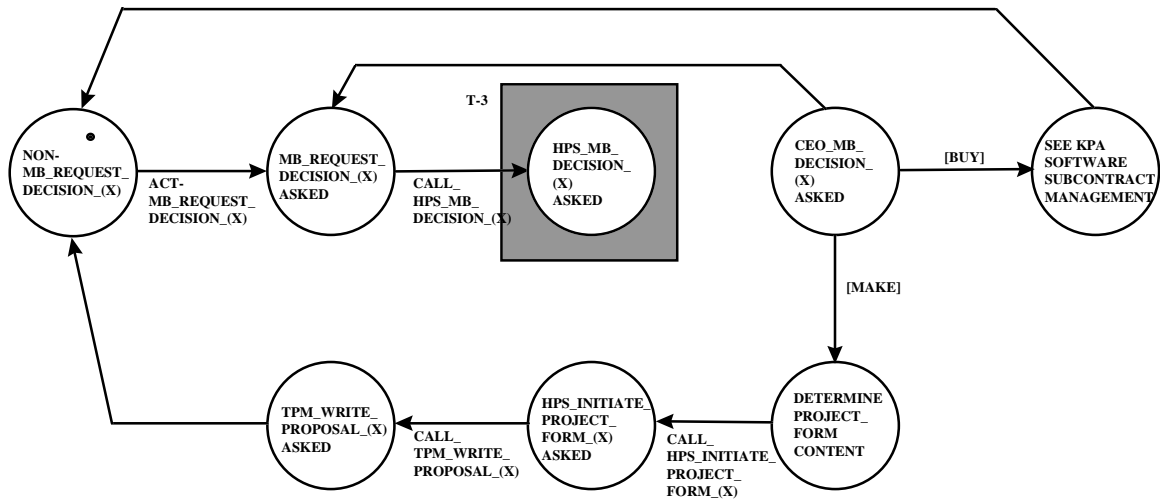 T-3
NON-
MB_REQUEST_
DECISION_(X)
ACT-
MB_REQUEST_
DECISION_(X)
MB_REQUEST_
DECISION_(X)
ASKED
CALL_
HPS_MB_
DECISION_(X)
HPS_MB_
DECISION_
(X)
ASKED
CEO_MB_
DECISION_
(X)
ASKED
[BUY]
SEE KPA
SOFTWARE
SUBCONTRACT
MANAGEMENT
[MAKE]
TPM_WRITE_
PROPOSAL_(X)
ASKED
CALL_
TPM_WRITE_
PROPOSAL_(X)
HPS_INITIATE_
PROJECT_
FORM_(X)
ASKED
CALL_
HPS_INITIATE_
PROJECT_
FORM_(X)
DETERMINE
PROJECT_
FORM
CONTENT